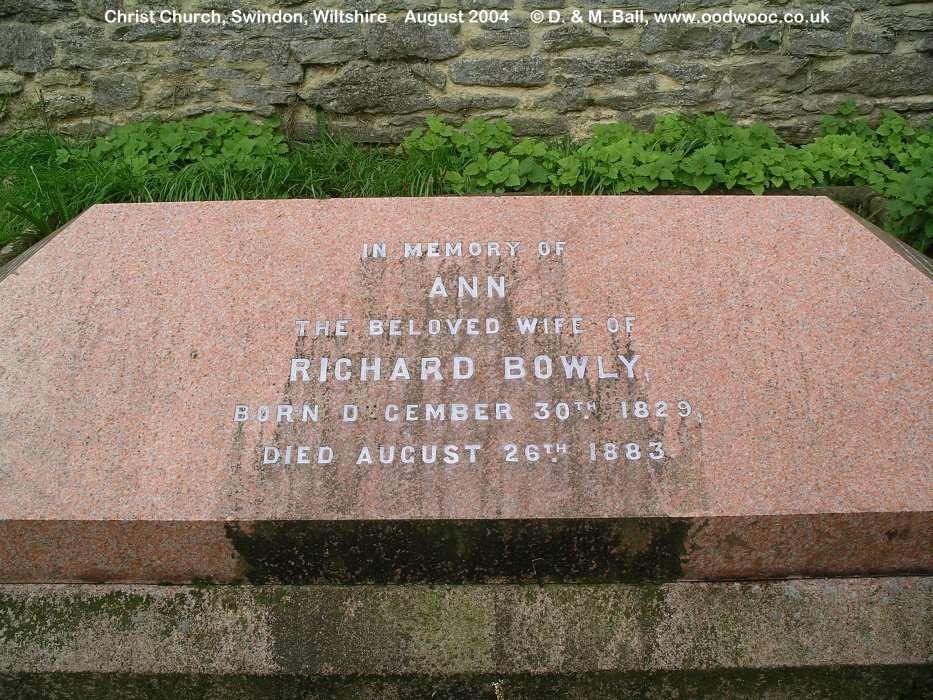 Christ Church, Swindon, Wiltshire August 2004 © D. & M. Ball, www.oodwooc.co.uk
IN MEMORY OF
ANN
THE BELOVED WIFE OF
RICHARD BOWLY,
BORN D CEMBER 30TH 1829,
DIED AUGUST 26TH 1883.